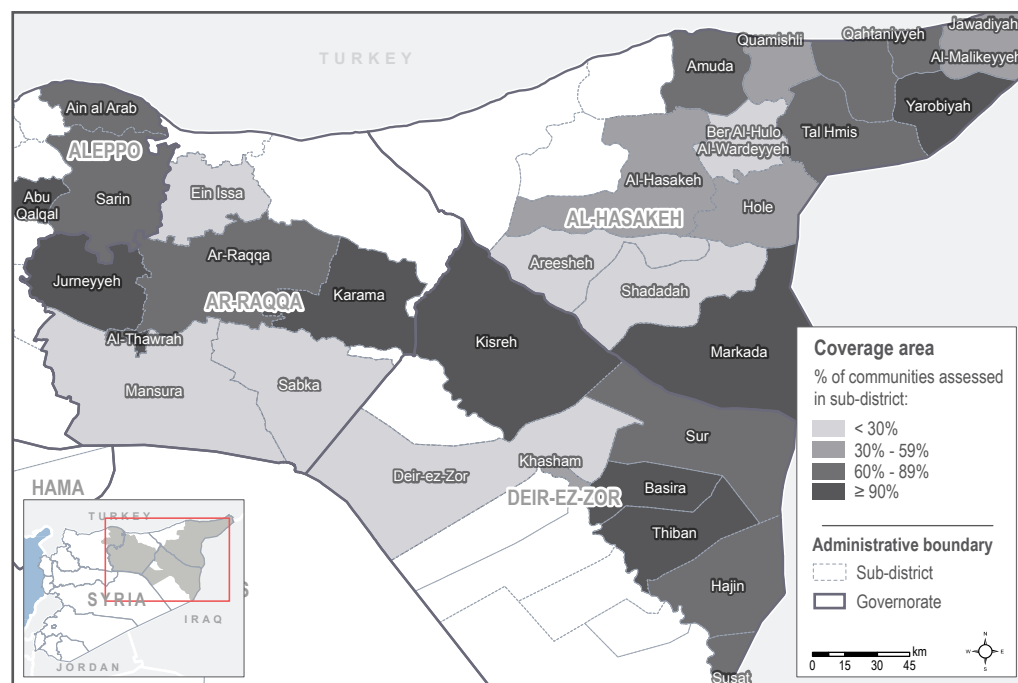 TURKEY
Jawadiyah
Quamishli
Qahtaniyyeh
Al-Malikeyyeh
Amuda
Ain al Arab
Yarobiyah
Ber Al-Hulo
Al-Wardeyyeh
Tal Hmis
ALEPPO
Al-Hasakeh
Abu
Qalqal
Sarin
Ein Issa
Hole
AL-HASAKEH
Ar-Raqqa
Areesheh
Jurneyyeh
Karama
Shadadah
AR-RAQQA
Al-Thawrah
Kisreh
Markada
Mansura
Sabka
Sur
Khasham
Deir-ez-Zor
Basira
DEIR-EZ-ZOR
Thiban
Hajin
Susat
HAMA
S
Coverage area
% of communities assessed
in sub-district:
< 30%
30% - 59%
60% - 89%
≥ 90%
Administrative boundary
Sub-district
Governorate
km
0 15 30 45
N
W E
S
TURKEY
SYRIA
IRAQ
JORDAN